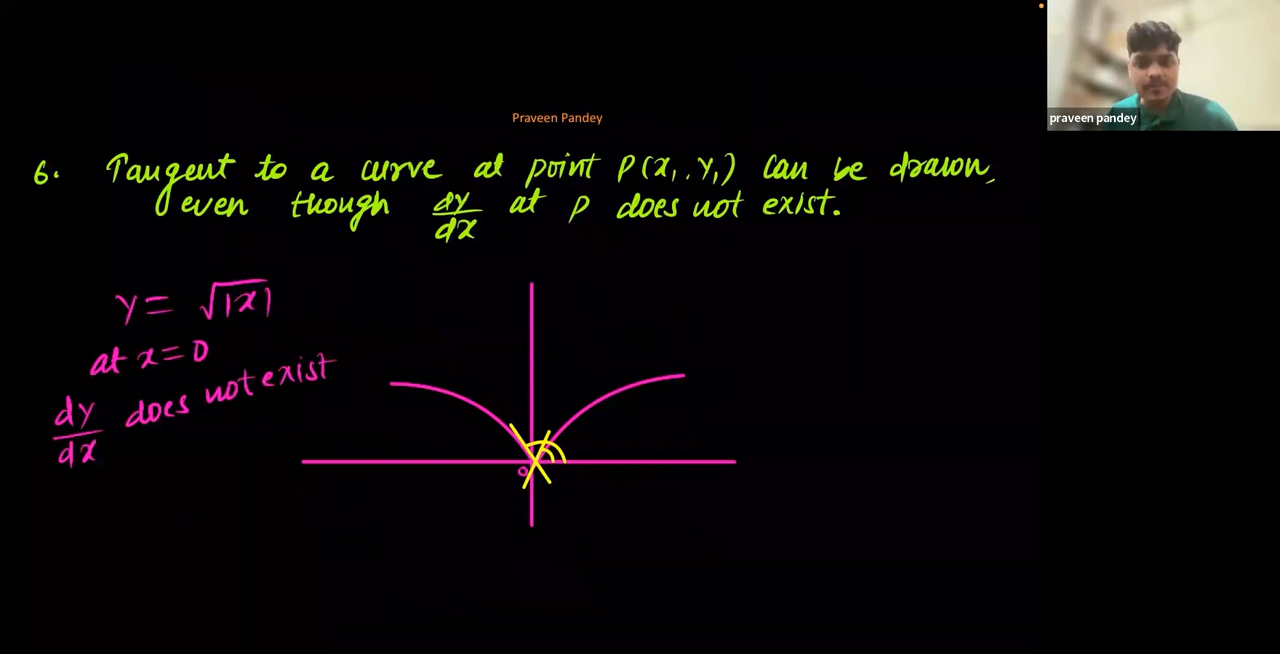 Praveen Pandey
praveen pandey
6. Tangent to a curve at point P(x₁, y₁) can be drawn,
even though dy/dx at P does not exist.
y = √|x|
at x = 0
dy/dx does not exist
0